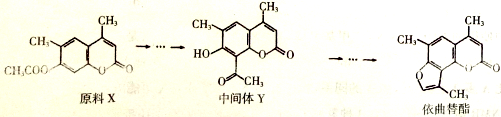 CH₃ CH₃
CH₃COO O O
原料 X
CH₃ CH₃
HO O O
O CH₃
中间体 Y
CH₃ CH₃
O O O
CH₃
依曲替酯